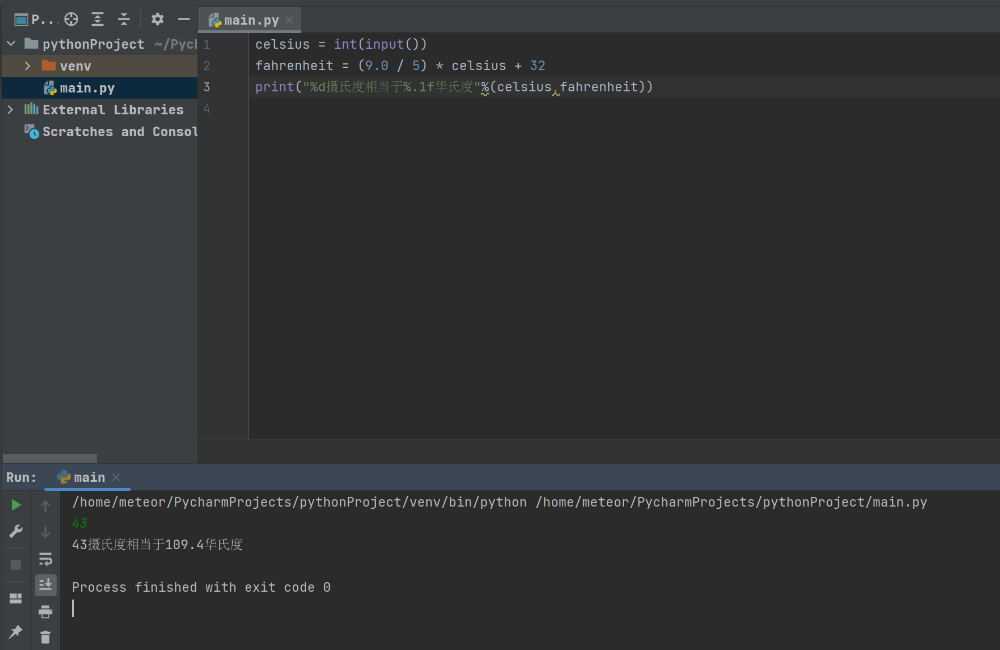 P...
main.py
pythonProject ~/Pych
venv
main.py
External Libraries
Scratches and Consol
1 celsius = int(input())
2 fahrenheit = (9.0 / 5) * celsius + 32
3 print("%d摄氏度相当于%.1f华氏度"%(celsius,fahrenheit))
4
Run: main
/home/meteor/PycharmProjects/pythonProject/venv/bin/python /home/meteor/PycharmProjects/pythonProject/main.py
43
43摄氏度相当于109.4华氏度
Process finished with exit code 0